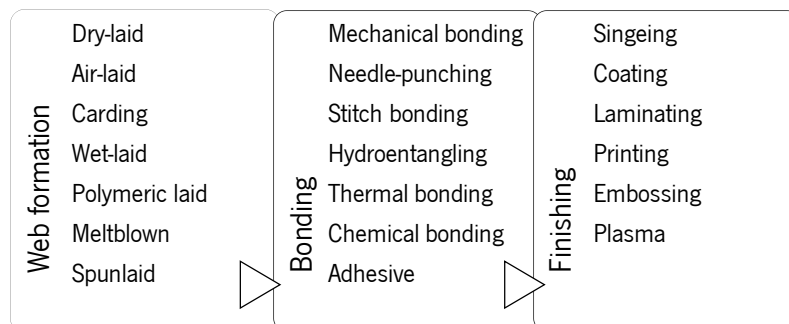 Web formation
Dry-laid
Air-laid
Carding
Wet-laid
Polymeric laid
Meltblown
Spunlaid
Bonding
Mechanical bonding
Needle-punching
Stitch bonding
Hydroentangling
Thermal bonding
Chemical bonding
Adhesive
Finishing
Singeing
Coating
Laminating
Printing
Embossing
Plasma